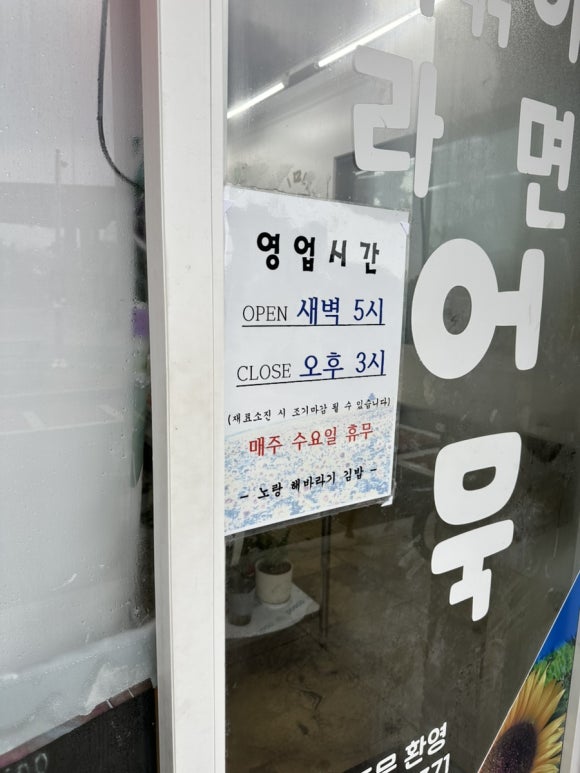 라면
어묵
영업시간
OPEN 새벽 5시
CLOSE 오후 3시
(재료소진 시 조기마감 될 수 있습니다)
매주 수요일 휴무
- 노랑 해바라기 김밥 -
환영